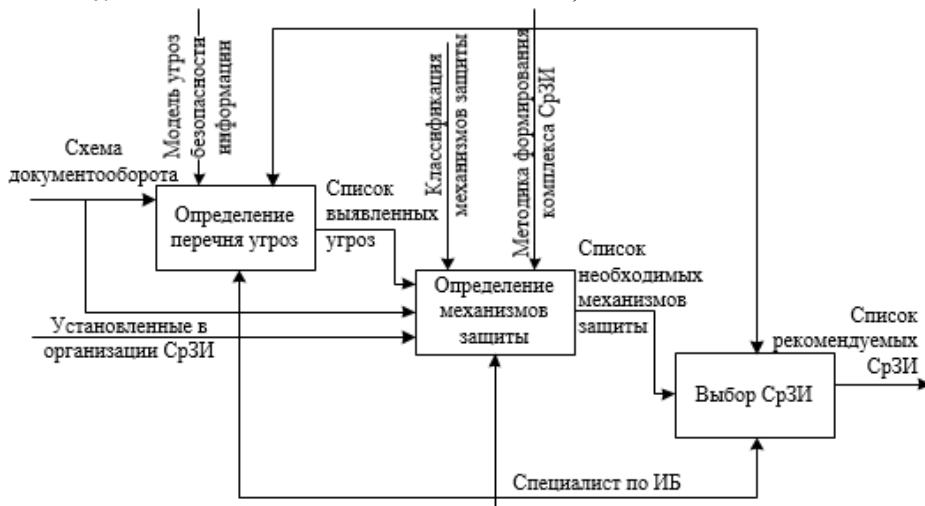 Модель угроз
безопасности
информации
Классификация
механизмов защиты
Методика формирования
комплекса СрЗИ
Схема
документооборота
Определение
перечня угроз
Список
выявленных
угроз
Определение
механизмов
защиты
Список
необходимых
механизмов
защиты
Установленные в
организации СрЗИ
Список
рекомендуемых
СрЗИ
Выбор СрЗИ
Специалист по ИБ